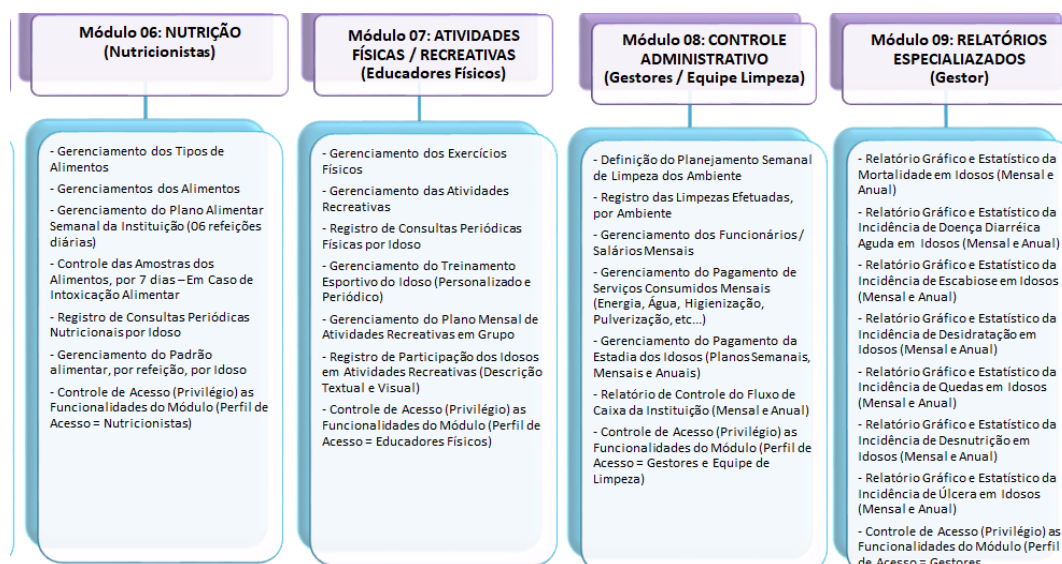 Módulo 06: NUTRIÇÃO
(Nutricionistas)
- Gerenciamento dos Tipos de
Alimentos
- Gerenciamentos dos Alimentos
- Gerenciamento do Plano Alimentar
Semanal da Instituição (06 refeições
diárias)
- Controle das Amostras dos
Alimentos, por 7 dias – Em Caso de
Intoxicação Alimentar
- Registro de Consultas Periódicas
Nutricionais por Idoso
- Gerenciamento do Padrão
alimentar, por refeição, por Idoso
- Controle de Acesso (Privilégio) as
Funcionalidades do Módulo (Perfil de
Acesso = Nutricionistas)
Módulo 07: ATIVIDADES
FÍSICAS / RECREATIVAS
(Educadores Físicos)
- Gerenciamento dos Exercícios
Físicos
- Gerenciamento das Atividades
Recreativas
- Registro de Consultas Periódicas
Físicas por Idoso
- Gerenciamento do Treinamento
Esportivo do Idoso (Personalizado e
Periódico)
- Gerenciamento do Plano Mensal de
Atividades Recreativas em Grupo
- Registro de Participação dos Idosos
em Atividades Recreativas (Descrição
Textual e Visual)
- Controle de Acesso (Privilégio) as
Funcionalidades do Módulo (Perfil de
Acesso = Educadores Físicos)
Módulo 08: CONTROLE
ADMINISTRATIVO
(Gestores / Equipe Limpeza)
- Definição do Planejamento Semanal
de Limpeza dos Ambiente
- Registro das Limpezas Efetuadas,
por Ambiente
- Gerenciamento dos Funcionários/
Salários Mensais
- Gerenciamento do Pagamento de
Serviços Consumidos Mensais
(Energia, Água, Higienização,
Pulverização, etc...)
- Gerenciamento do Pagamento da
Estadia dos Idosos (Planos Semanais,
Mensais e Anuais)
- Relatório de Controle do Fluxo de
Caixa da Instituição (Mensal e Anual)
- Controle de Acesso (Privilégio) as
Funcionalidades do Módulo (Perfil de
Acesso = Gestores e Equipe de
Limpeza)
Módulo 09: RELATÓRIOS
ESPECIALIAZADOS
(Gestor)
- Relatório Gráfico e Estatístico da
Mortalidade em Idosos (Mensal e
Anual)
- Relatório Gráfico e Estatístico da
Incidência de Doença Diarréica
Aguda em Idosos (Mensal e Anual)
- Relatório Gráfico e Estatístico da
Incidência de Escabiose em Idosos
(Mensal e Anual)
- Relatório Gráfico e Estatístico da
Incidência de Desidratação em
Idosos (Mensal e Anual)
- Relatório Gráfico e Estatístico da
Incidência de Quedas em Idosos
(Mensal e Anual)
- Relatório Gráfico e Estatístico da
Incidência de Desnutrição em
Idosos (Mensal e Anual)
- Relatório Gráfico e Estatístico da
Incidência de Úlcera em Idosos
(Mensal e Anual)
- Controle de Acesso (Privilégio) as
Funcionalidades do Módulo (Perfil
de Acesso = Gestores